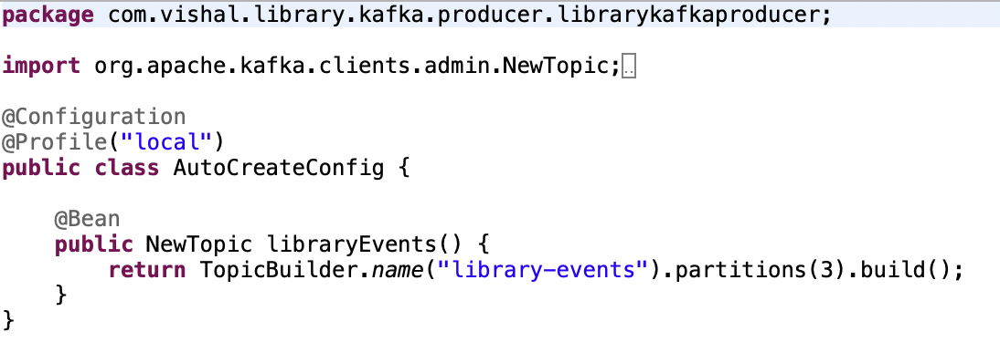 package com.vishal.library.kafka.producer.librarykafkaproducer;
import org.apache.kafka.clients.admin.NewTopic;..
@Configuration
@Profile("local")
public class AutoCreateConfig {
@Bean
public NewTopic libraryEvents() {
return TopicBuilder.name("library-events").partitions(3).build();
}
}